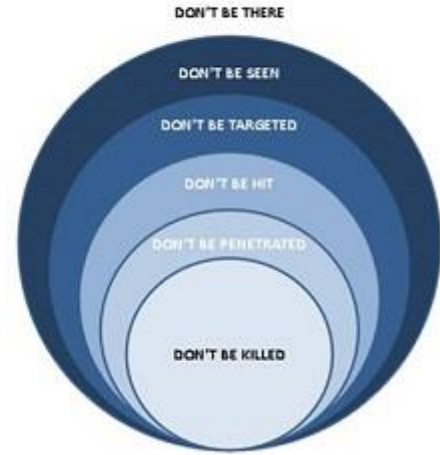 DON'T BE THERE
DON'T BE SEEN
DON'T BE TARGETED
DON'T BE HIT
DON'T BE PENETRATED
DON'T BE KILLED